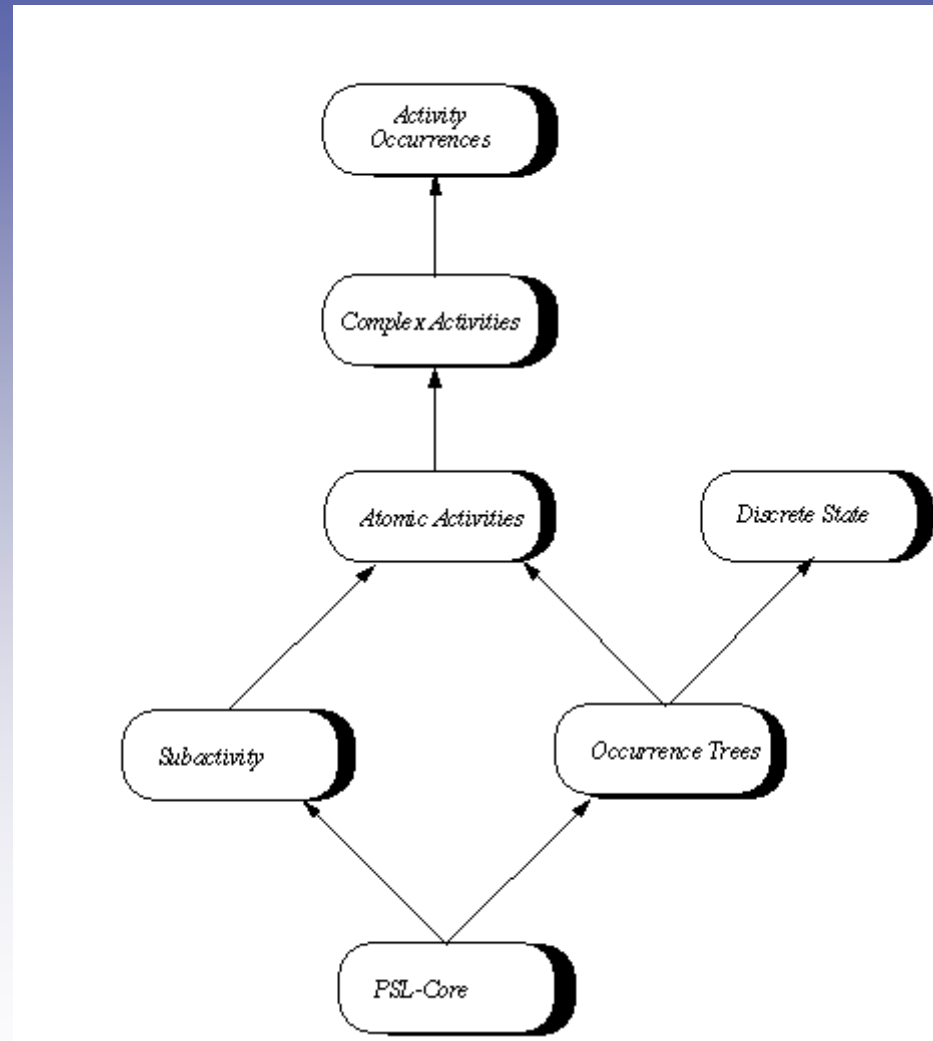 Activity
Occurrences
Complex Activities
Atomic Activities
Discrete State
Subactivity
Occurrence Trees
PSL-Core